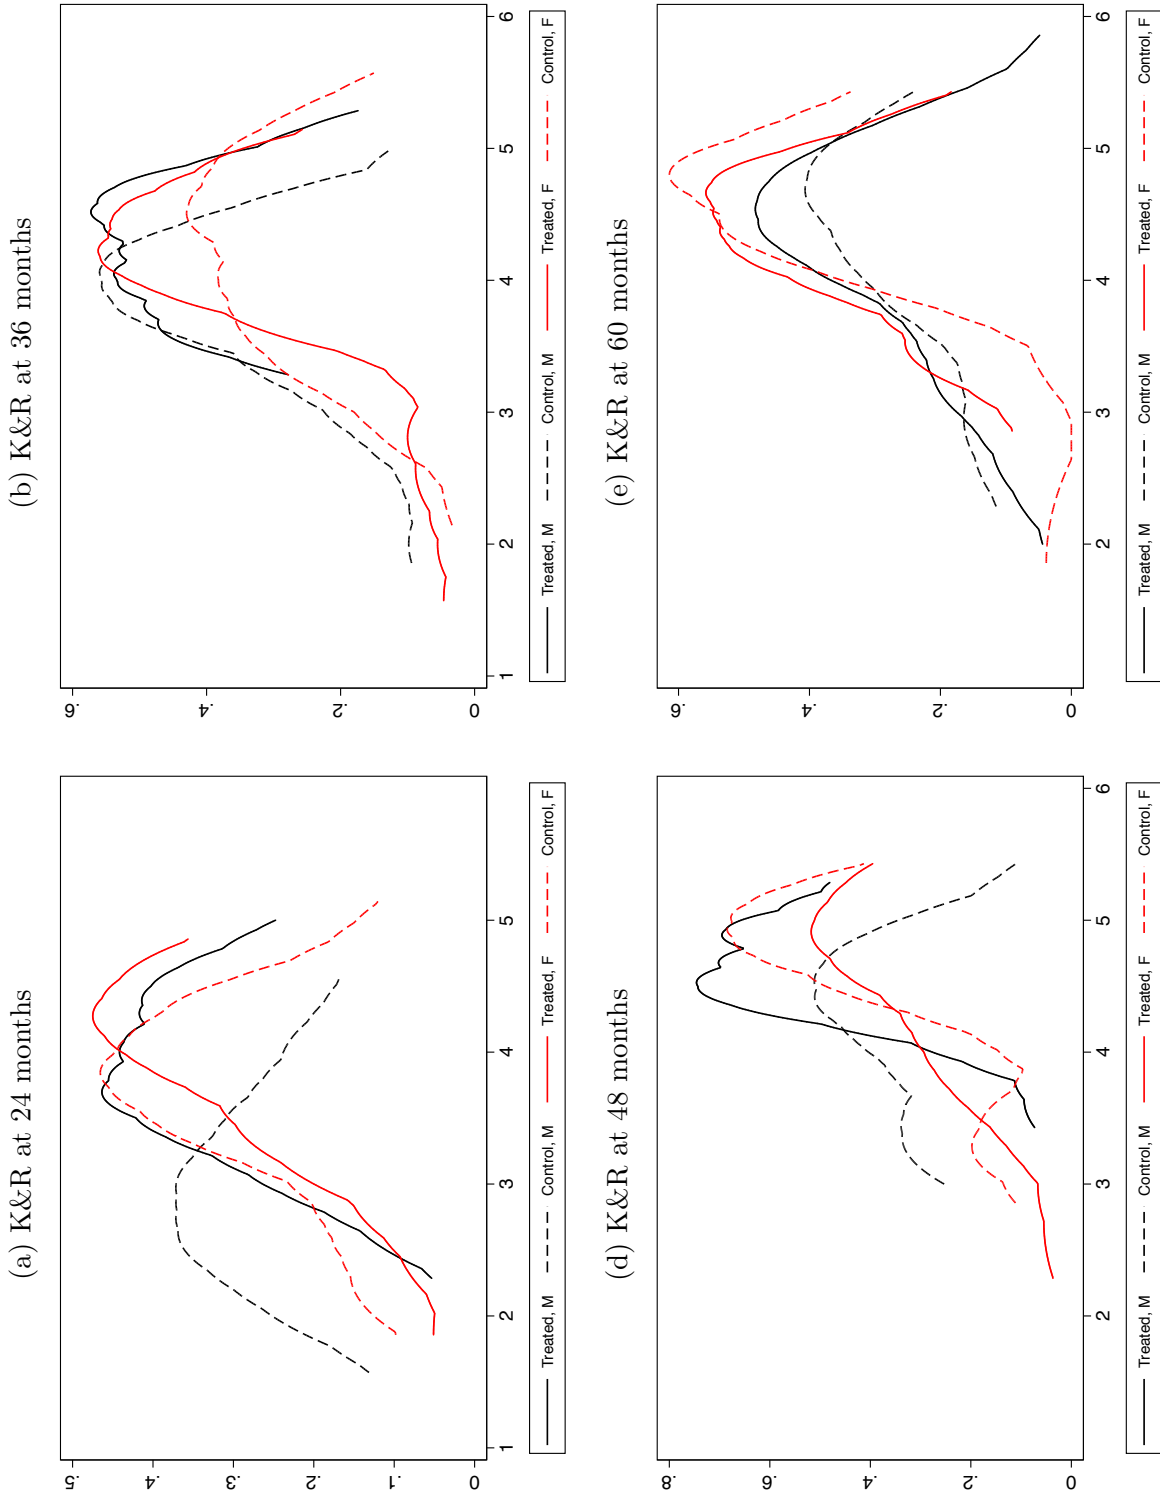 (a) K&R at 24 months
.5
.4
.3
.2
.1
0
1 2 3 4 5
Treated, M Control, M Treated, F Control, F
(b) K&R at 36 months
.6
.4
.2
0
1 2 3 4 5 6
Treated, M Control, M Treated, F Control, F
(d) K&R at 48 months
.8
.6
.4
.2
0
2 3 4 5 6
Treated, M Control, M Treated, F Control, F
(e) K&R at 60 months
.6
.4
.2
0
2 3 4 5 6
Treated, M Control, M Treated, F Control, F